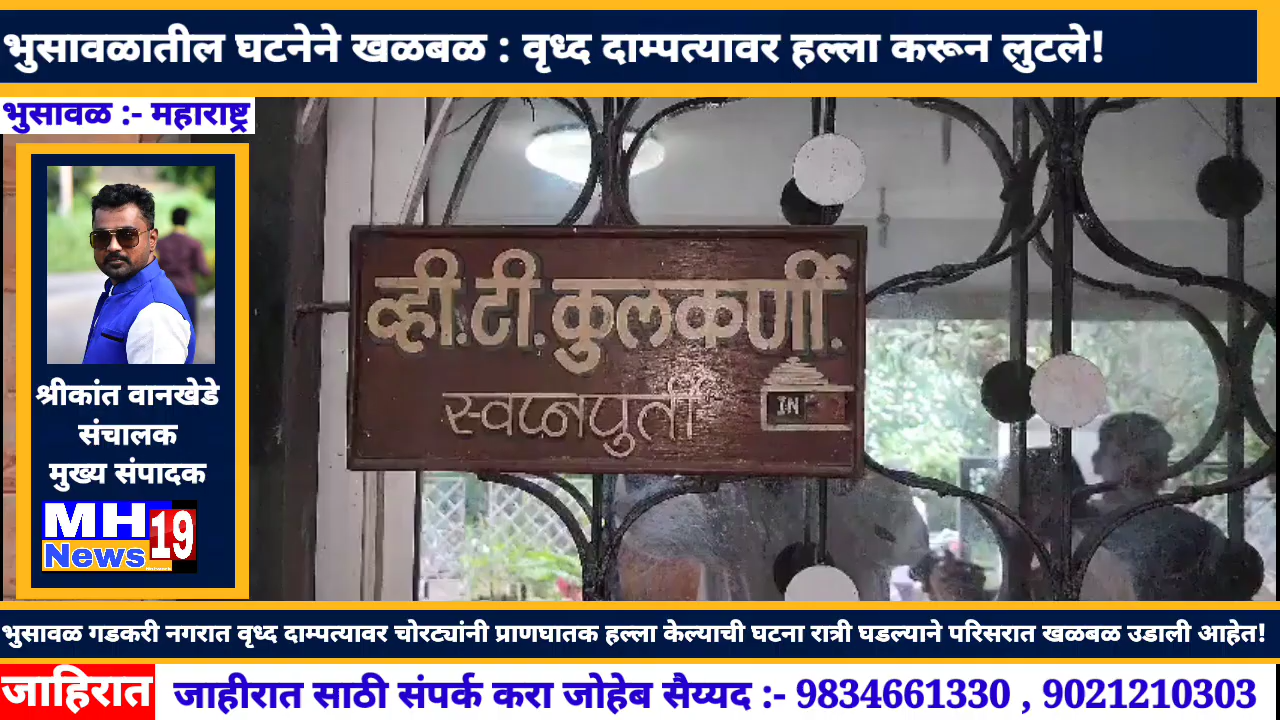 भुसावळातील घटनेने खळबळ : वृध्द दाम्पत्यावर हल्ला करून लुटले!
भुसावळ :- महाराष्ट्र
श्रीकांत वानखेडे
संचालक
मुख्य संपादक
MH 19
News
व्ही.टी.कुलकर्णी.
स्वप्नपुर्ती
IN
भुसावळ गडकरी नगरात वृध्द दाम्पत्यावर चोरट्यांनी प्राणघातक हल्ला केल्याची घटना रात्री घडल्याने परिसरात खळबळ उडाली आहेत!
जाहिरात
जाहीरात साठी संपर्क करा जोहेब सैय्यद :- 9834661330 , 9021210303